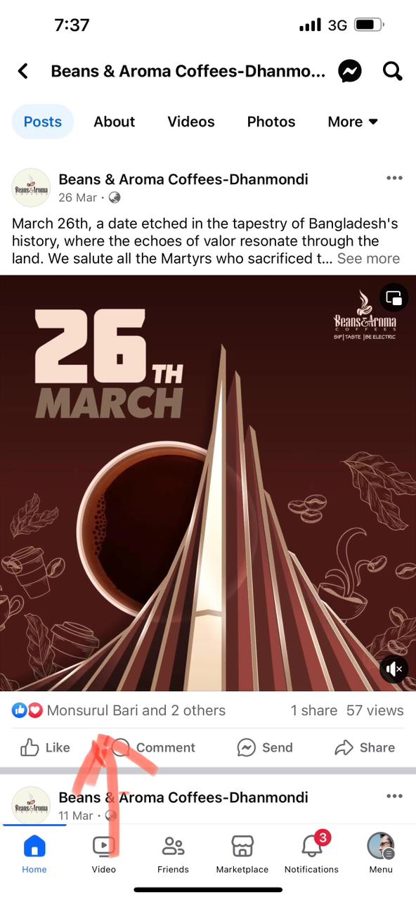 7:37
3G
Beans & Aroma Coffees-Dhanmo...
Posts
About
Videos
Photos
More
Beans & Aroma Coffees-Dhanmondi
26 Mar
March 26th, a date etched in the tapestry of Bangladesh's
history, where the echoes of valor resonate through the
land. We salute all the Martyrs who sacrificed t... See more
26TH
MARCH
Beans&Aroma
COFFEES
SIP|TASTE |BE ELECTRIC
Monsurul Bari and 2 others
1 share 57 views
Like
Comment
Send
Share
Beans & Aroma Coffees-Dhanmondi
11 Mar
Home
Video
Friends
Marketplace
3
Notifications
Menu